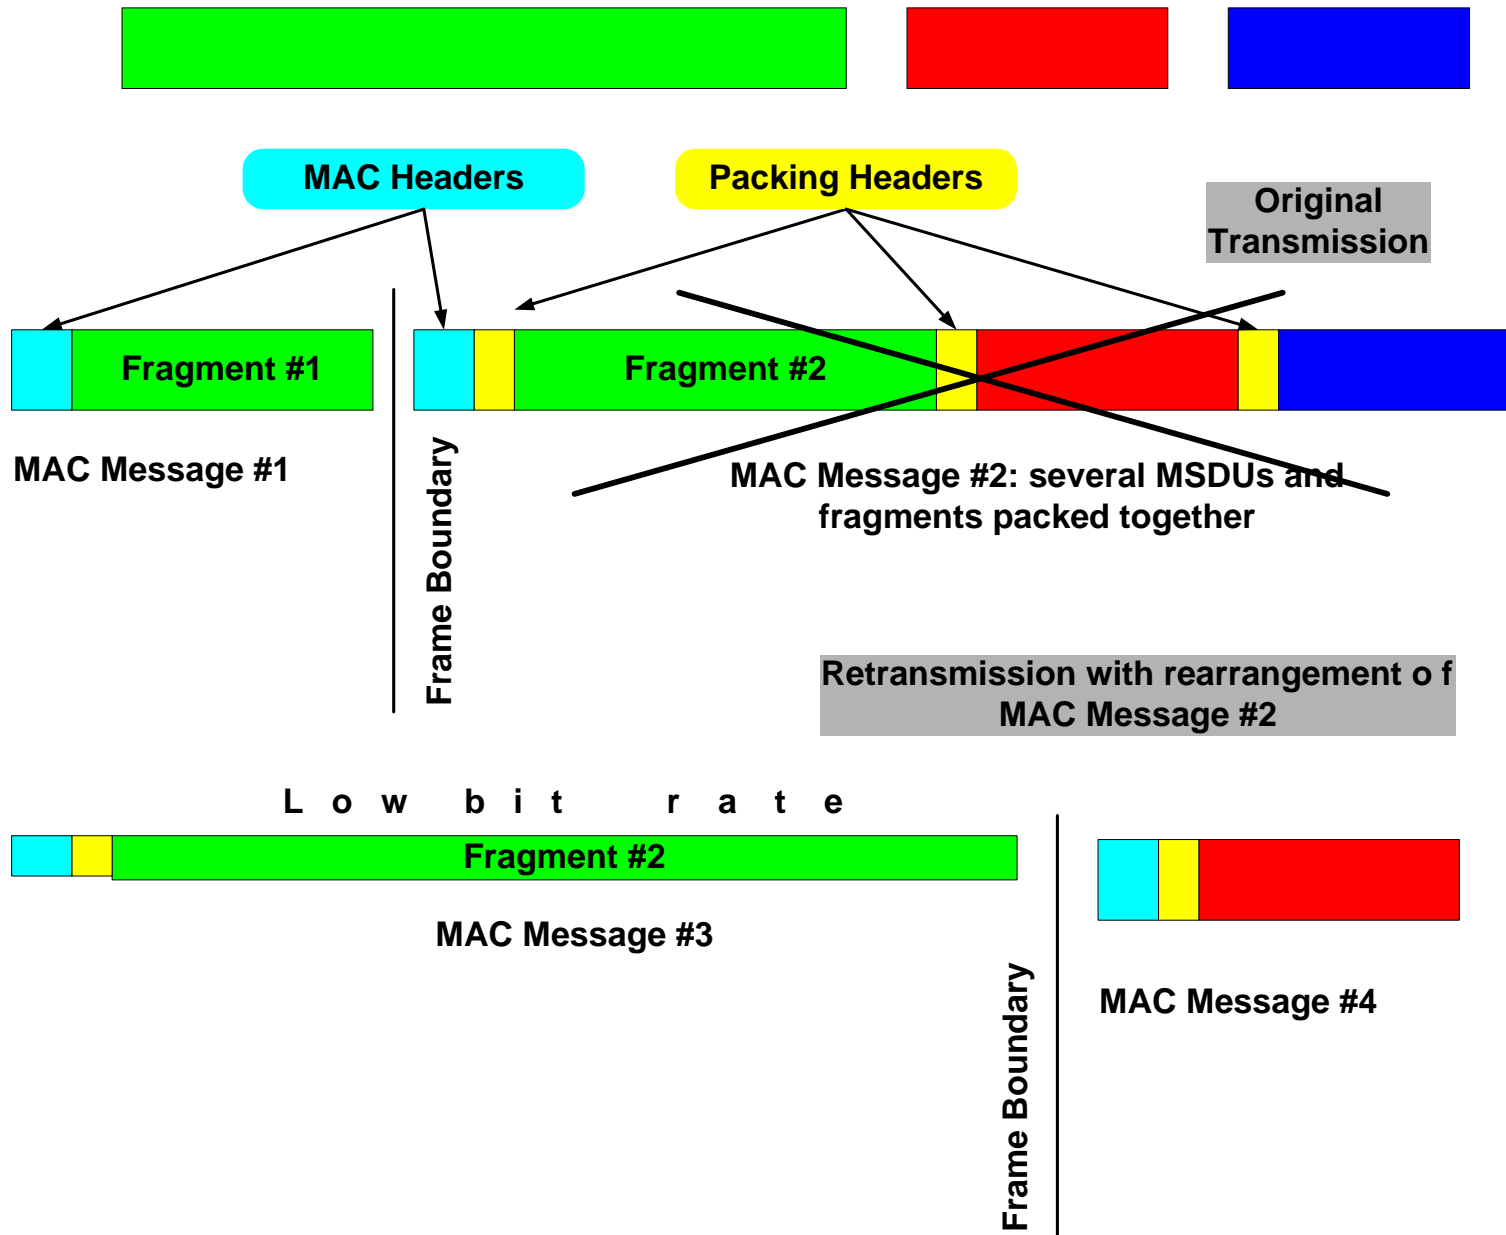 MAC Headers
Packing Headers
Original
Transmission
Fragment #1
Fragment #2
MAC Message #1
Frame Boundary
MAC Message #2: several MSDUs and
fragments packed together
Retransmission with rearrangement o f
MAC Message #2
L o w b i t r a t e
Fragment #2
MAC Message #3
Frame Boundary
MAC Message #4